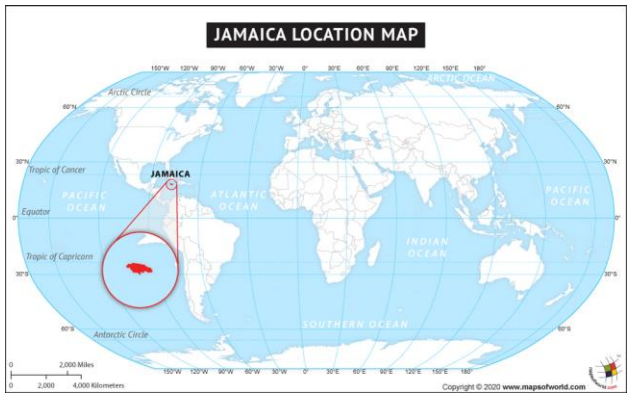 JAMAICA LOCATION MAP
150°W 120°W 90°W 60°W 30°W 0° 30°E 60°E 90°E 120°E 150°E 180°
ARCTIC OCEAN
Arctic Circle
60°N
60°N
30°N
30°N
Tropic of Cancer
JAMAICA
PACIFIC
OCEAN
ATLANTIC
OCEAN
PACIFIC
OCEAN
Equator
0°
0°
INDIAN
OCEAN
Tropic of Capricorn
30°S
30°S
SOUTHERN OCEAN
60°S
60°S
Antarctic Circle
150°W 120°W 90°W 60°W 30°W 0° 30°E 60°E 90°E 120°E 150°E 180°
0 2,000 Miles
0 2,000 4,000 Kilometers
Copyright © 2020 www.mapsofworld.com